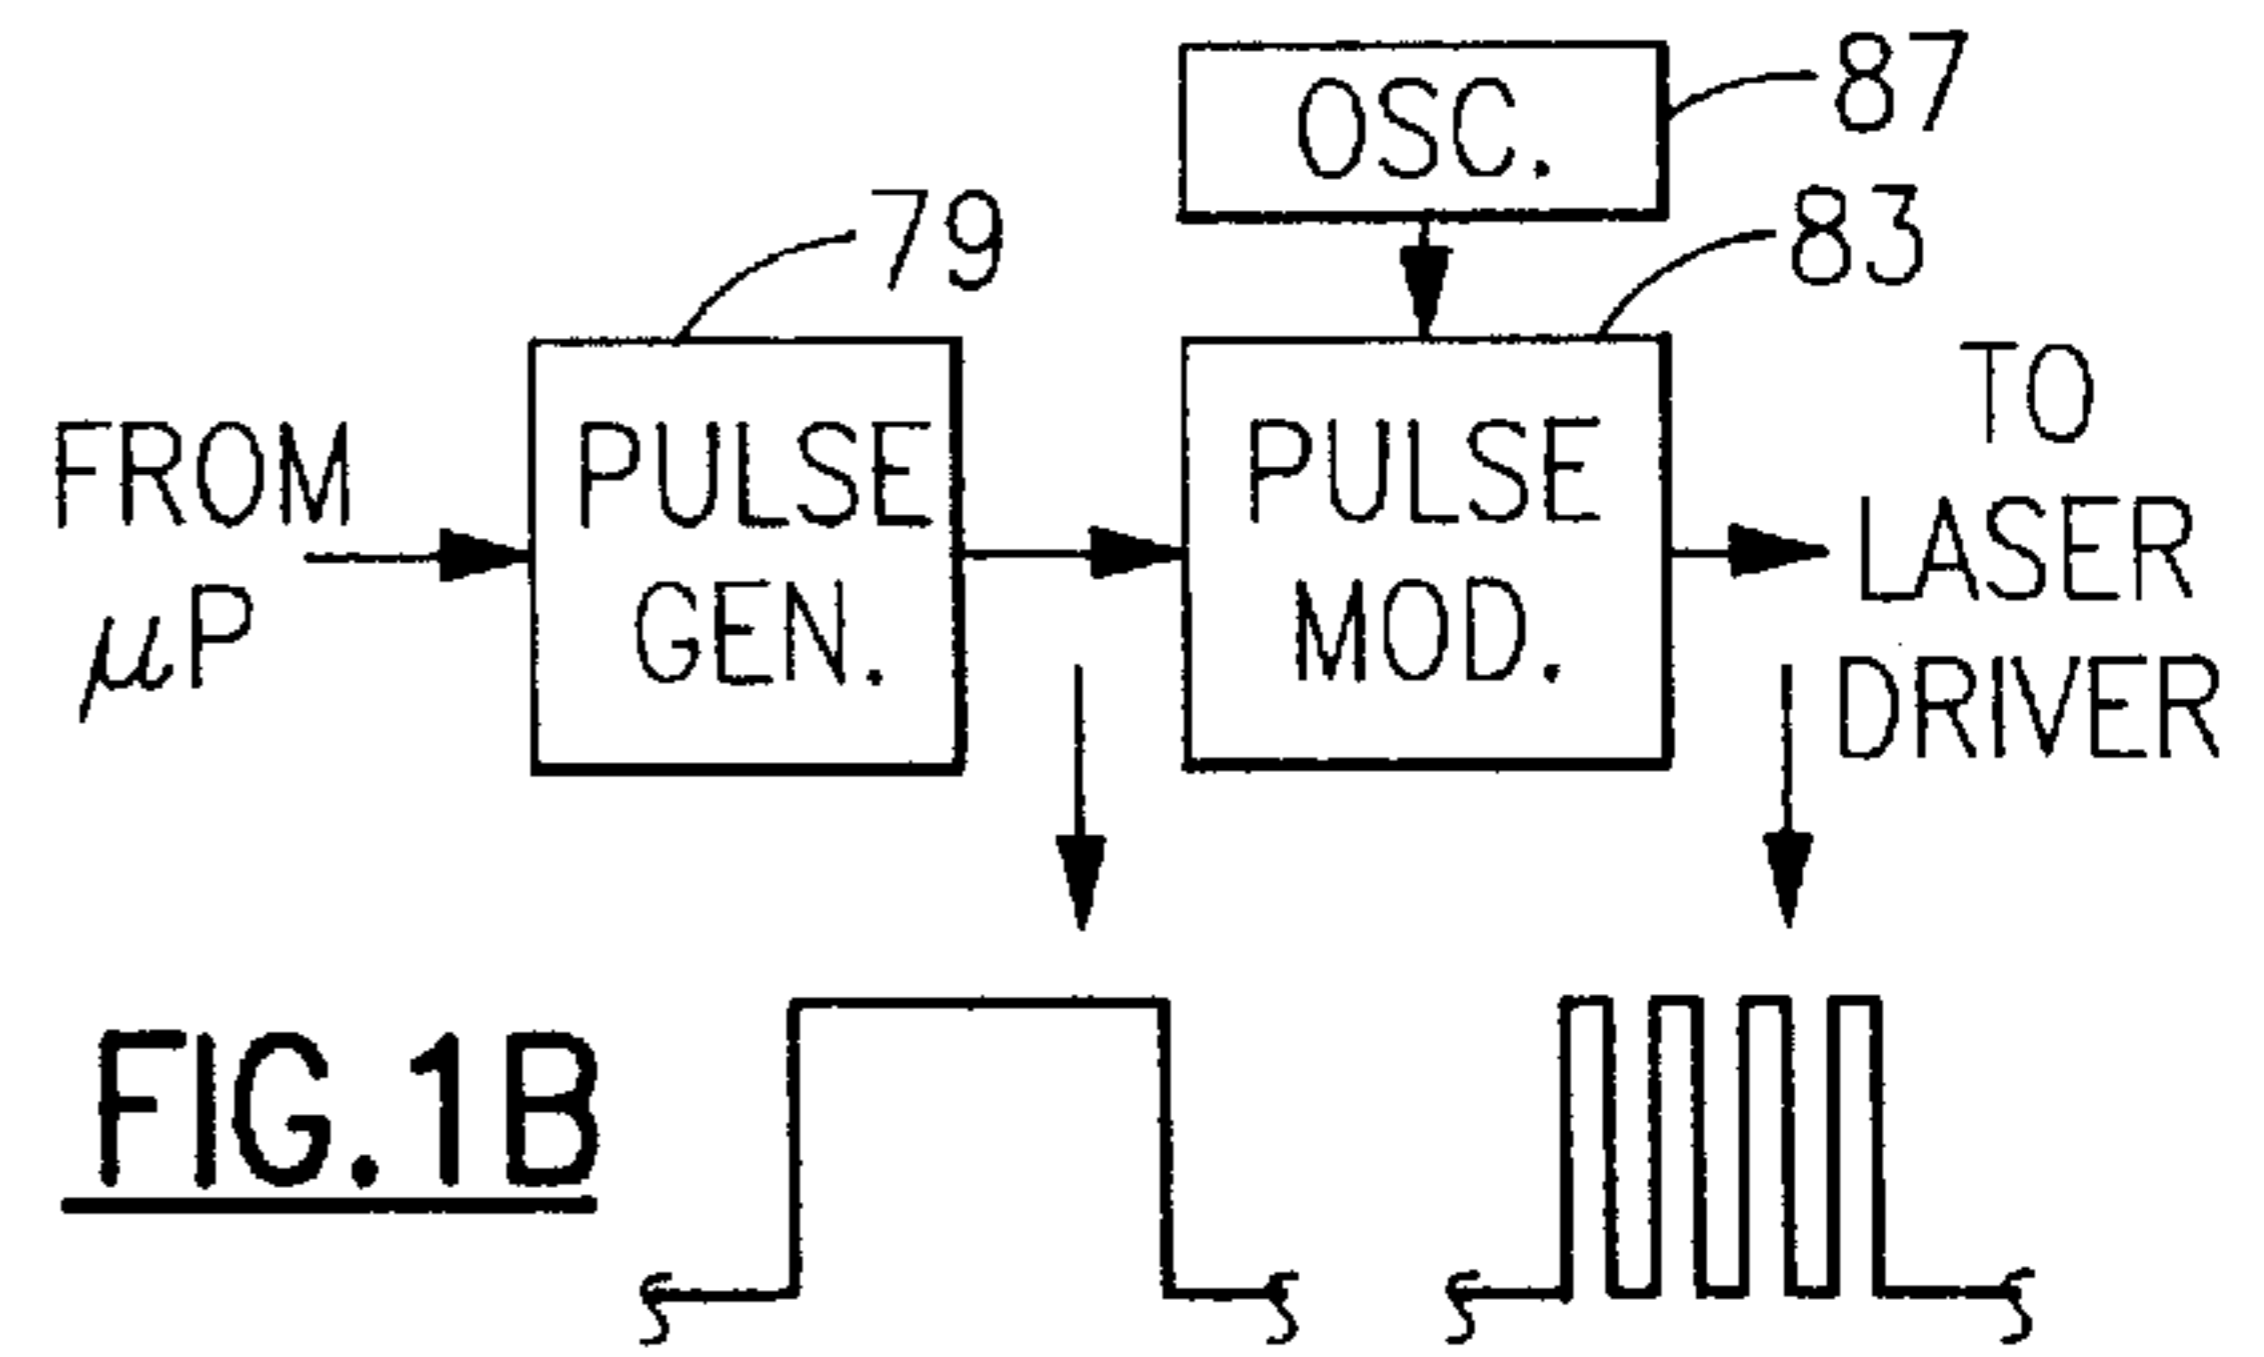 OSC.
87
79
83
FROM
μP
PULSE
GEN.
PULSE
MOD.
TO
LASER
DRIVER
FIG.1B